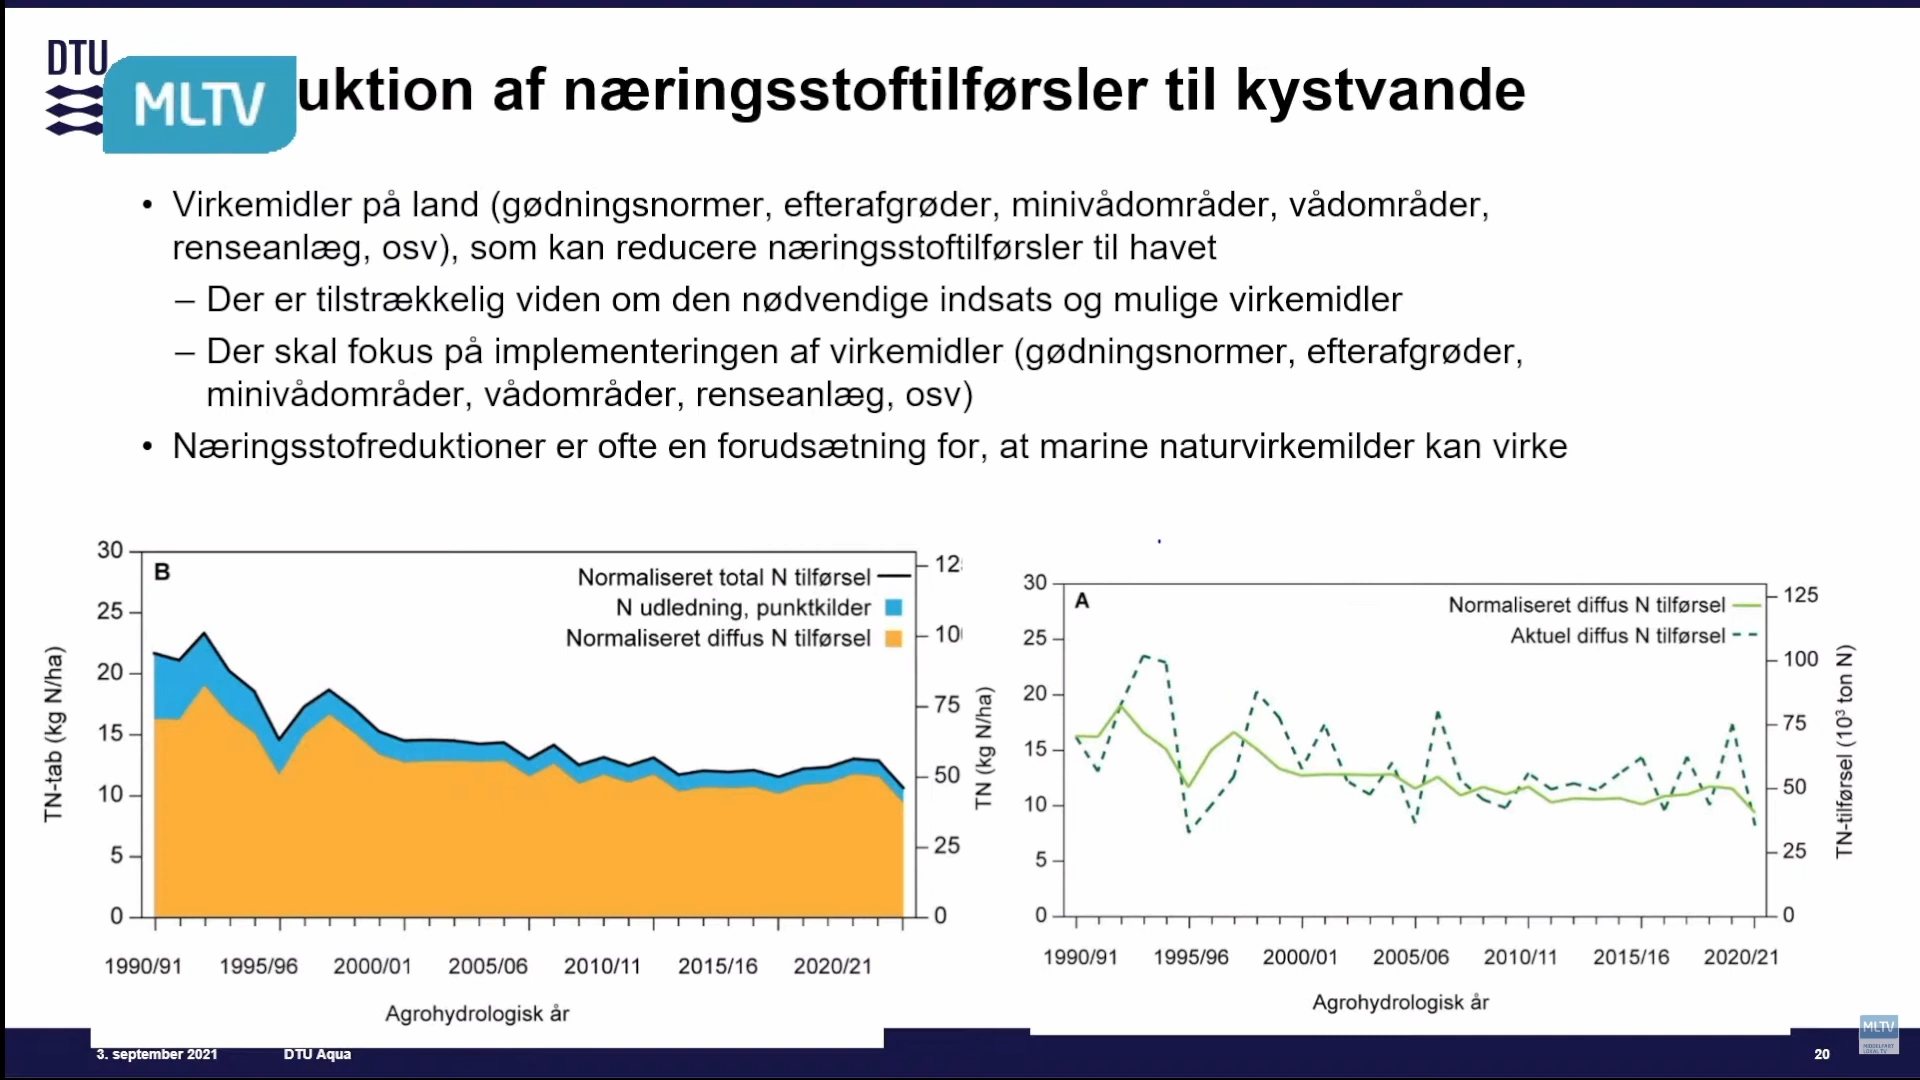 DTU
MLTV
uktion af næringsstoftilførsler til kystvande
• Virkemidler på land (gødningsnormer, efterafgrøder, minivådområder, vådområder,
renseanlæg, osv), som kan reducere næringsstoftilførsler til havet
– Der er tilstrækkelig viden om den nødvendige indsats og mulige virkemidler
– Der skal fokus på implementeringen af virkemidler (gødningsnormer, efterafgrøder,
minivådområder, vådområder, renseanlæg, osv)
• Næringsstofreduktioner er ofte en forudsætning for, at marine naturvirkemilder kan virke
B
Normaliseret total N tilførsel
N udledning, punktkilder
Normaliseret diffus N tilførsel
TN-tab (kg N/ha)
30
25
20
15
10
5
0
12
10
75
50
25
0
1990/91 1995/96 2000/01 2005/06 2010/11 2015/16 2020/21
Agrohydrologisk år
A
Normaliseret diffus N tilførsel
Aktuel diffus N tilførsel
TN (kg N/ha)
30
25
20
15
10
5
0
125
100
75
50
25
0
TN-tilførsel (10³ ton N)
1990/91 1995/96 2000/01 2005/06 2010/11 2015/16 2020/21
Agrohydrologisk år
3. september 2021 DTU Aqua 20
MLTV
MIDDELFART
LOKAL TV